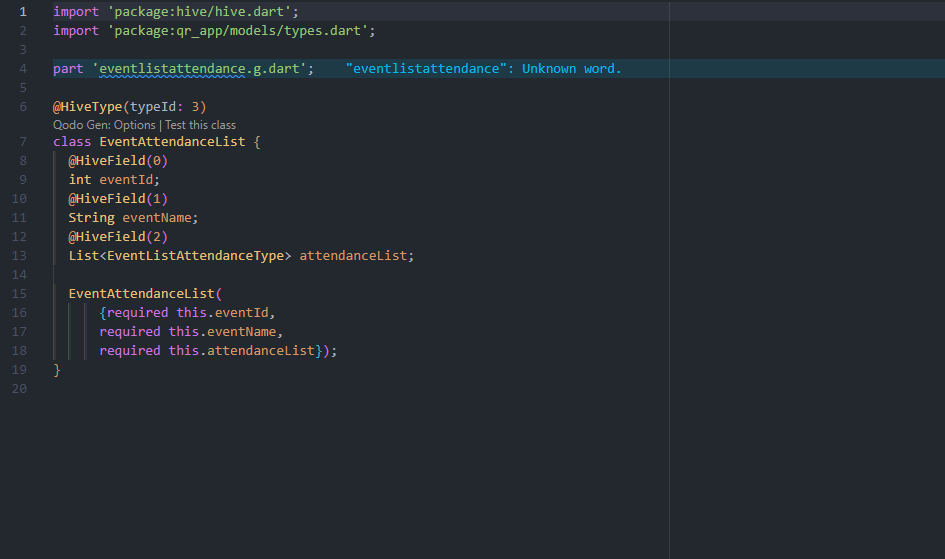 1 import 'package:hive/hive.dart';
2 import 'package:qr_app/models/types.dart';
3
4 part 'eventlistattendance.g.dart';    "eventlistattendance": Unknown word.
5
6 @HiveType(typeId: 3)
Qodo Gen: Options | Test this class
7 class EventAttendanceList {
8   @HiveField(0)
9   int eventId;
10   @HiveField(1)
11   String eventName;
12   @HiveField(2)
13   List<EventListAttendanceType> attendanceList;
14
15   EventAttendanceList(
16       {required this.eventId,
17       required this.eventName,
18       required this.attendanceList});
19 }
20